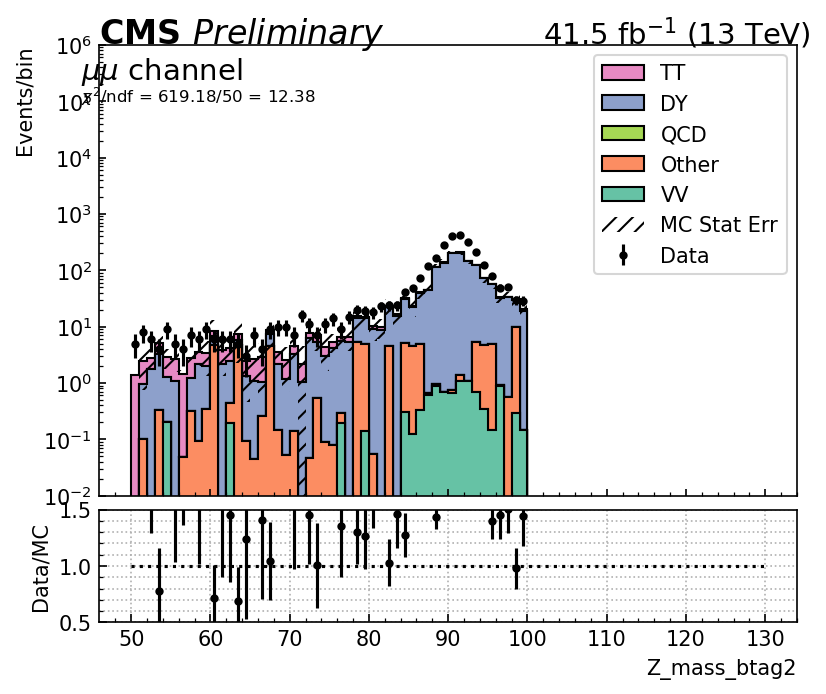 CMS Preliminary 41.5 fb⁻¹ (13 TeV)
μμ channel
χ²/ndf = 619.18/50 = 12.38
Events/bin
10⁶
10⁵
10⁴
10³
10²
10¹
10⁰
10⁻¹
10⁻²
TT
DY
QCD
Other
VV
MC Stat Err
Data
Data/MC
1.5
1.0
0.5
50 60 70 80 90 100 110 120 130
Z_mass_btag2